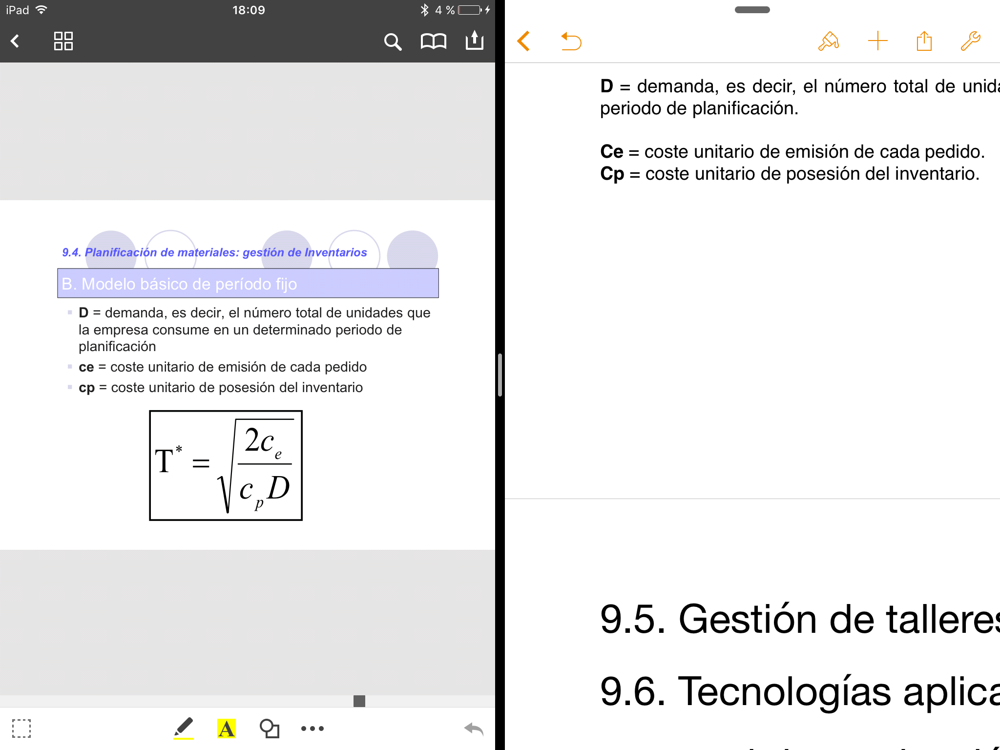 iPad 18:09 4 %
9.4. Planificación de materiales: gestión de Inventarios
B. Modelo básico de período fijo
D = demanda, es decir, el número total de unidades que
la empresa consume en un determinado periodo de
planificación
ce = coste unitario de emisión de cada pedido
cp = coste unitario de posesión del inventario
T* = √(2c_e / c_p D)
A
D = demanda, es decir, el número total de unida
periodo de planificación.
Ce = coste unitario de emisión de cada pedido.
Cp = coste unitario de posesión del inventario.
9.5. Gestión de talleres
9.6. Tecnologías aplica